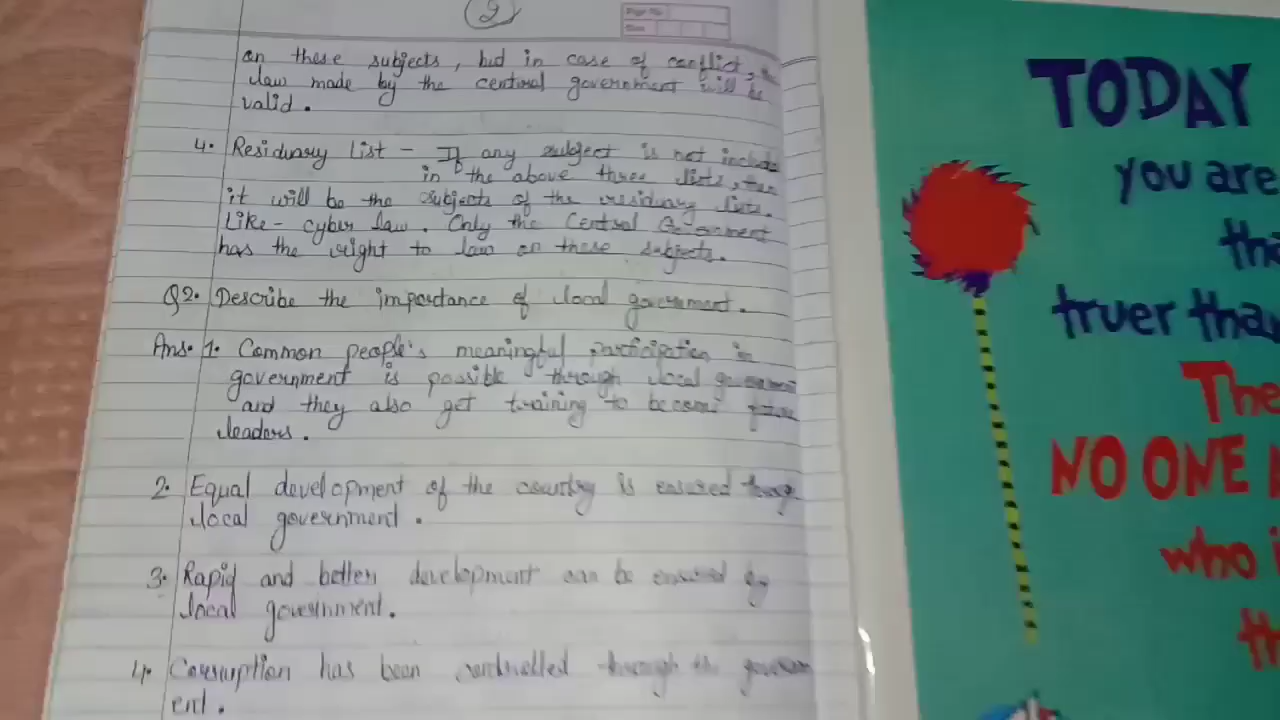 2
on these subjects, but in case of conflict, the
law made by the central government will be
valid.
4. Residuary List - If any subject is not include
in the above three lists, then
it will be the subjects of the residuary lists.
Like - cyber law. Only the Central Government
has the right to law on these subjects.
Q2. Describe the importance of local government.
Ans. 1. Common people's meaningful participation in
government is possible through local government
and they also get training to become
leaders.
2. Equal development of the country is ensured
local government.
3. Rapid and better development can be ensured by
local government.
4. Corruption has been controlled through the governm
ent.
TODAY
you are
tha
truer than
The
NO ONE
who i
th